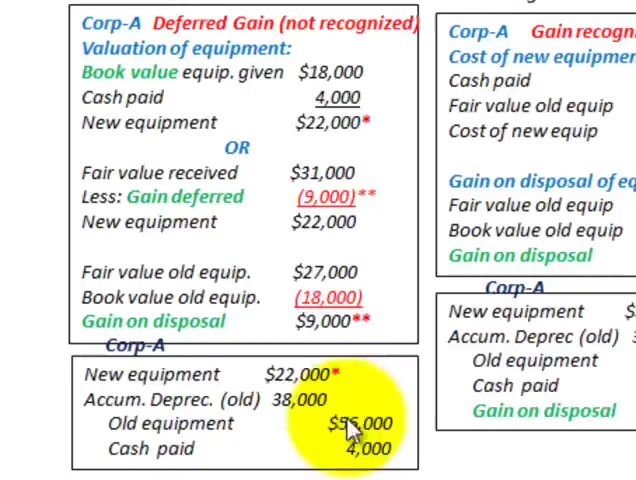 Corp-A Deferred Gain (not recognized)
Valuation of equipment:
Book value equip. given $18,000
Cash paid 4,000
New equipment $22,000*
OR
Fair value received $31,000
Less: Gain deferred (9,000)**
New equipment $22,000
Fair value old equip. $27,000
Book value old equip. (18,000)
Gain on disposal $9,000**
Corp-A
New equipment $22,000*
Accum. Deprec. (old) 38,000
Old equipment
Cash paid 4,000
Corp-A
Cost of new
Cash paid
Fair value old equip
Cost of new equip
Gain on disposal of
Fair value old equip
Book value old equip
Gain on disposal
Corp-A
New equipment
Accum. Deprec (old)
Old equipment
Cash paid
Gain on disposal